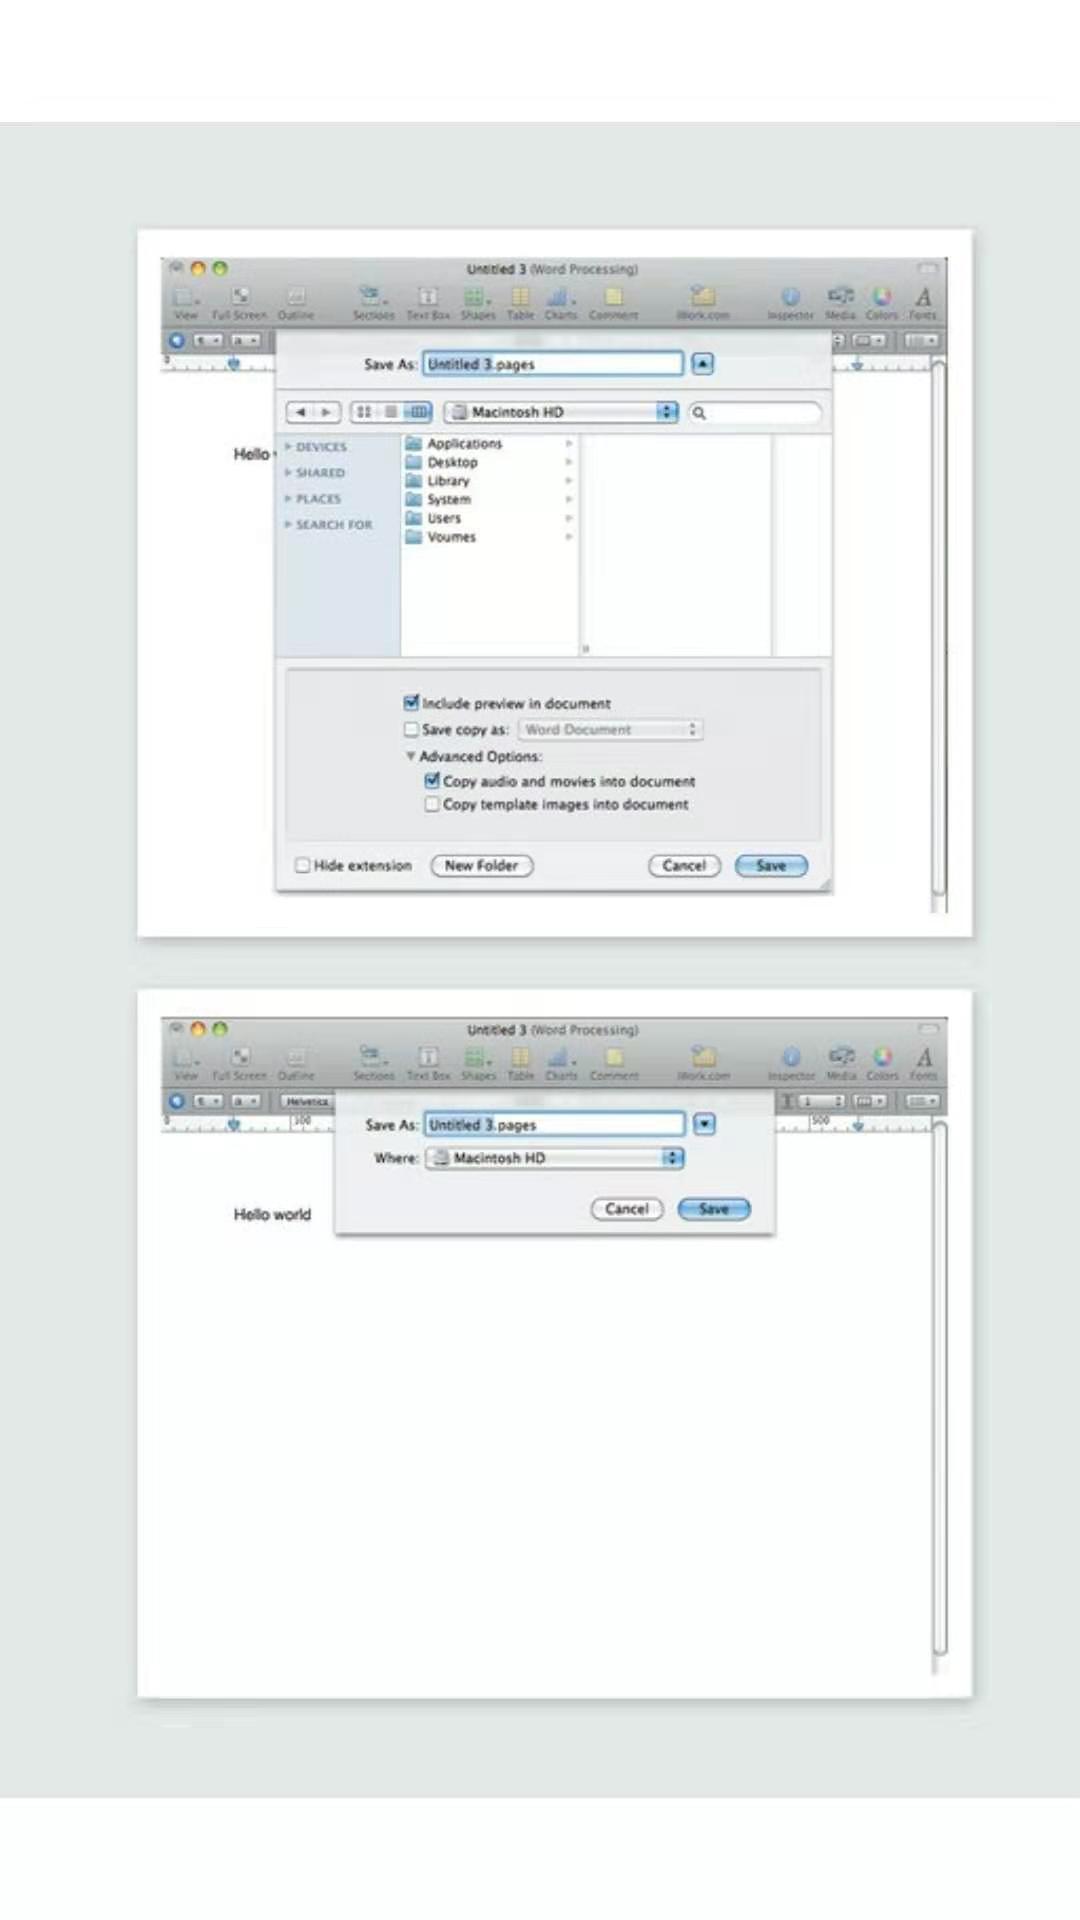 Untitled 3 (Word Processing)
View Full Screen Outline Sections Text Box Shapes Table Charts Comment iWork.com Inspector Media Colors Fonts
a
0
Save As: Untitled 3.pages
Macintosh HD
Hello
DEVICES
SHARED
PLACES
SEARCH FOR
Applications
Desktop
Library
System
Users
Voumes
Include preview in document
Save copy as: Word Document
Advanced Options:
Copy audio and movies into document
Copy template images into document
Hide extension New Folder Cancel Save
Untitled 3 (Word Processing)
View Full Screen Outline Sections Text Box Shapes Table Charts Comment iWork.com Inspector Media Colors Fonts
a Helvetica 1
0 100 500
Save As: Untitled 3.pages
Where: Macintosh HD
Hello world
Cancel Save